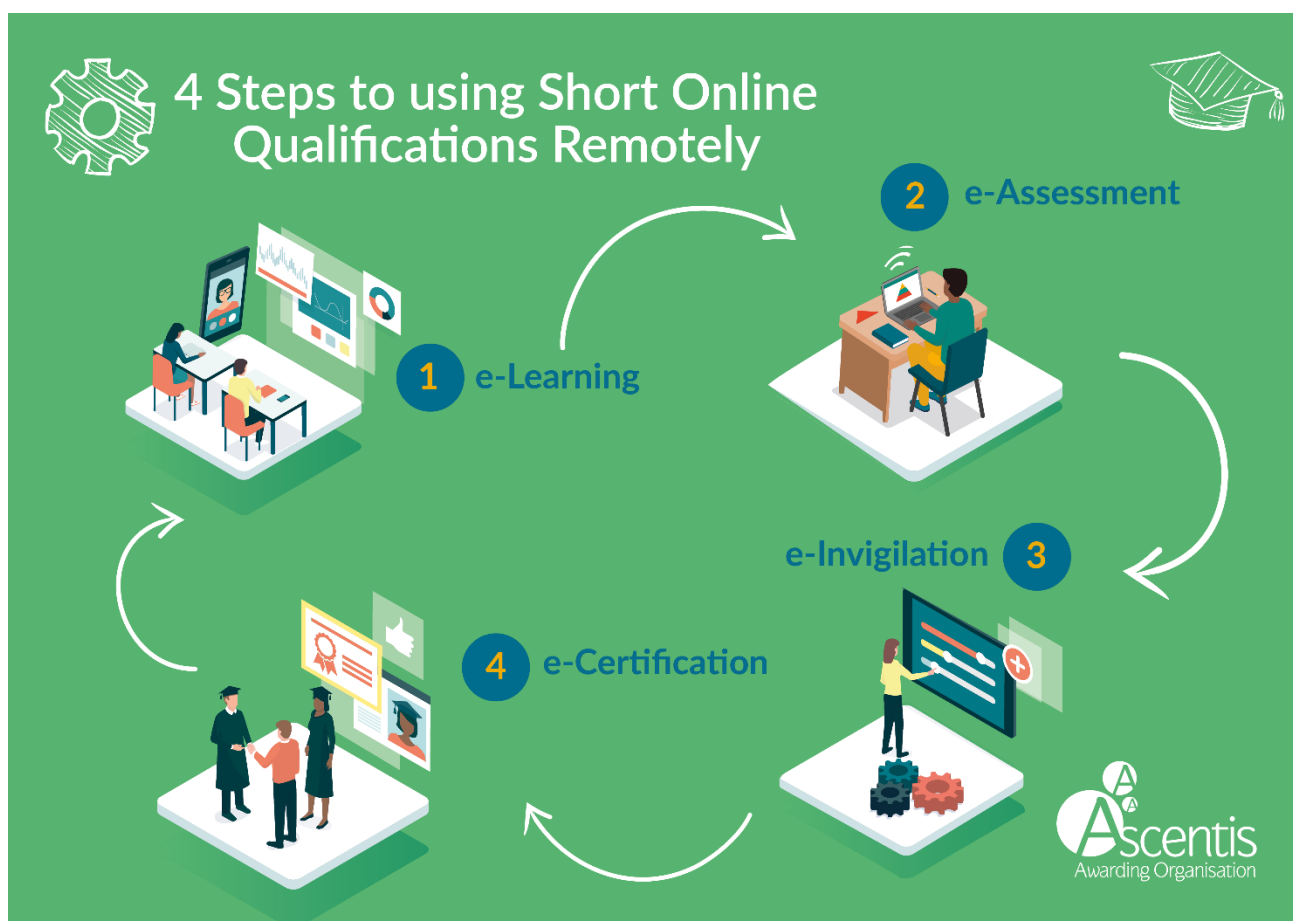 4 Steps to using Short Online
Qualifications Remotely
1 e-Learning
2 e-Assessment
e-Invigilation 3
4 e-Certification
A
A
Ascentis
Awarding Organisation